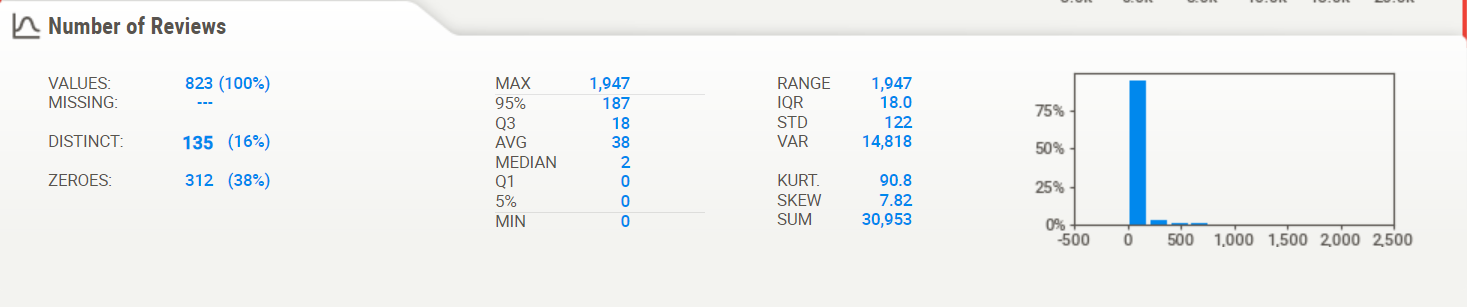 Number of Reviews
VALUES: 823 (100%)
MISSING: ---
DISTINCT: 135 (16%)
ZEROES: 312 (38%)
MAX 1,947
95% 187
Q3 18
AVG 38
MEDIAN 2
Q1 0
5% 0
MIN 0
RANGE 1,947
IQR 18.0
STD 122
VAR 14,818
KURT. 90.8
SKEW 7.82
SUM 30,953
75%
50%
25%
0%
-500 0 500 1,000 1,500 2,000 2,500